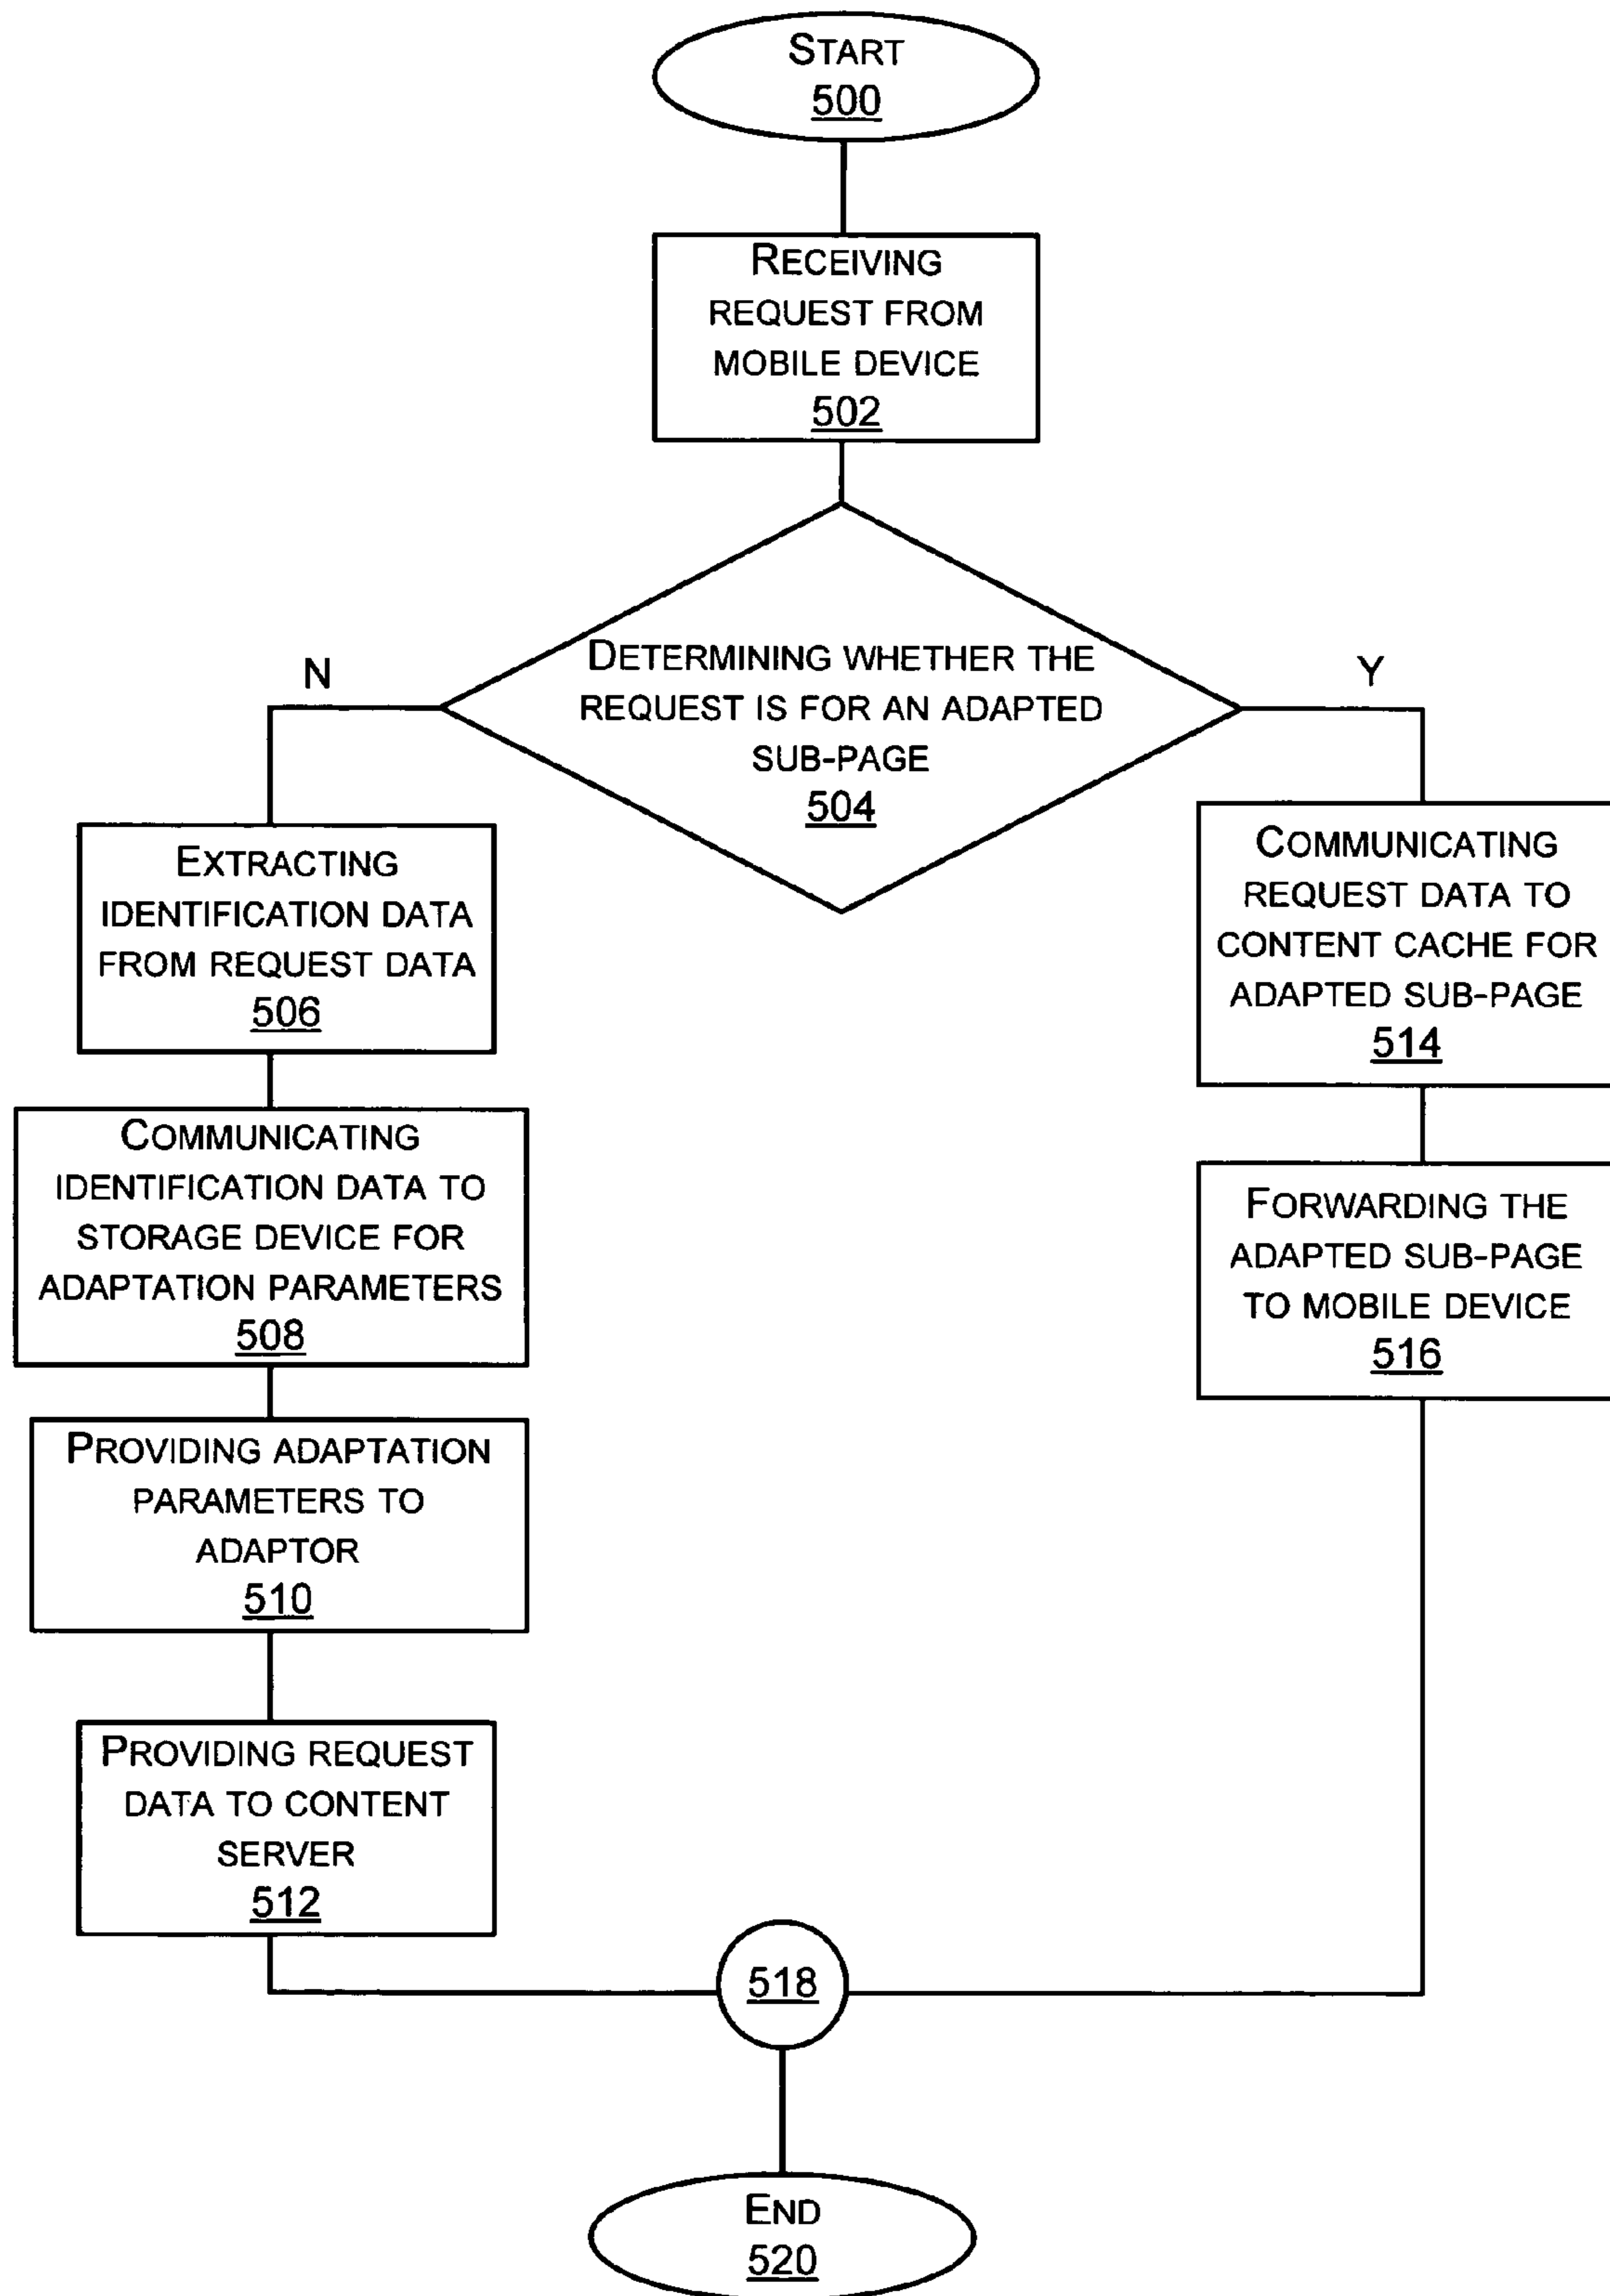 START
500
RECEIVING
REQUEST FROM
MOBILE DEVICE
502
DETERMINING WHETHER THE
REQUEST IS FOR AN ADAPTED
SUB-PAGE
504
N
Y
EXTRACTING
IDENTIFICATION DATA
FROM REQUEST DATA
506
COMMUNICATING
IDENTIFICATION DATA TO
STORAGE DEVICE FOR
ADAPTATION PARAMETERS
508
PROVIDING ADAPTATION
PARAMETERS TO
ADAPTOR
510
PROVIDING REQUEST
DATA TO CONTENT
SERVER
512
COMMUNICATING
REQUEST DATA TO
CONTENT CACHE FOR
ADAPTED SUB-PAGE
514
FORWARDING THE
ADAPTED SUB-PAGE
TO MOBILE DEVICE
516
518
END
520